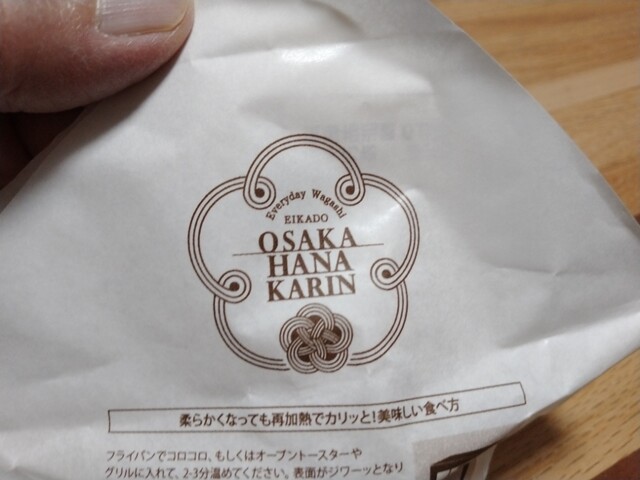 Everyday Wagashi
EIKADO
OSAKA
HANA
KARIN
柔らかくなっても再加熱でカリッと!美味しい食べ方
フライパンでコロコロ、もしくはオーブントースターや
グリルに入れて、2-3分温めてください。表面がジワーッとなり